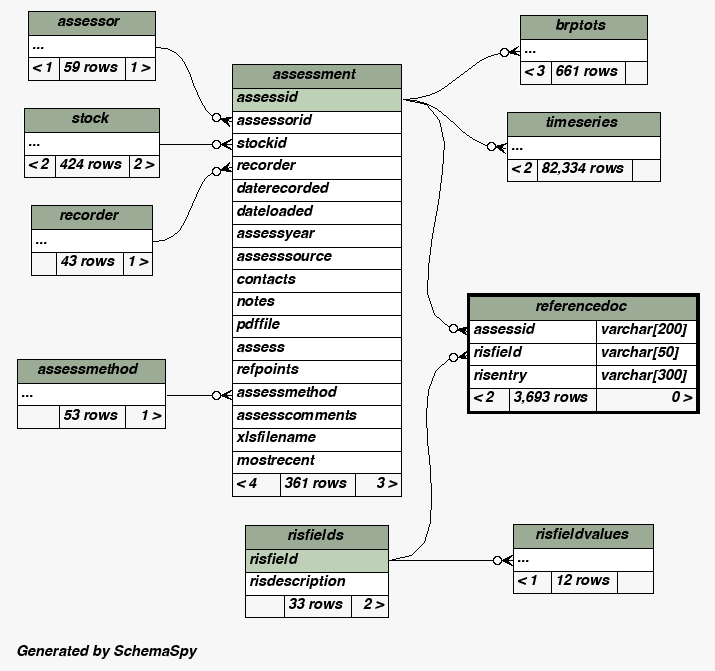 assessor
...
< 1 59 rows 1 >
stock
...
< 2 424 rows 2 >
recorder
...
43 rows 1 >
assessmethod
...
53 rows 1 >
assessment
assessid
assessorid
stockid
recorder
daterecorded
dateloaded
assessyear
assesssource
contacts
notes
pdffile
assess
refpoints
assessmethod
assesscomments
xlsfilename
mostrecent
< 4 361 rows 3 >
risfields
risfield
risdescription
33 rows 2 >
brptots
...
< 3 661 rows
timeseries
...
< 2 82,334 rows
referencedoc
assessid varchar[200]
risfield varchar[50]
risentry varchar[300]
< 2 3,693 rows 0 >
risfieldvalues
...
< 1 12 rows
Generated by SchemaSpy